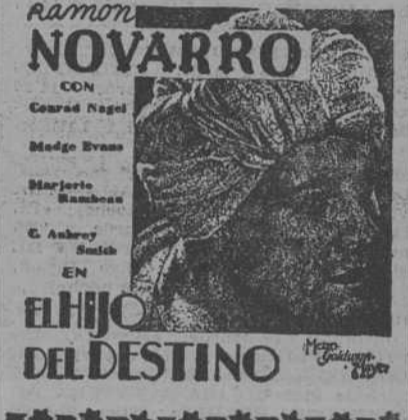 Ramon
NOVARRO
CON
Conrad Nagel
Madge Evans
Marjorie
Rambeau
C. Aubrey
Smith
EN
EL HIJO
DEL DESTINO
Metro
Goldwyn
Mayer